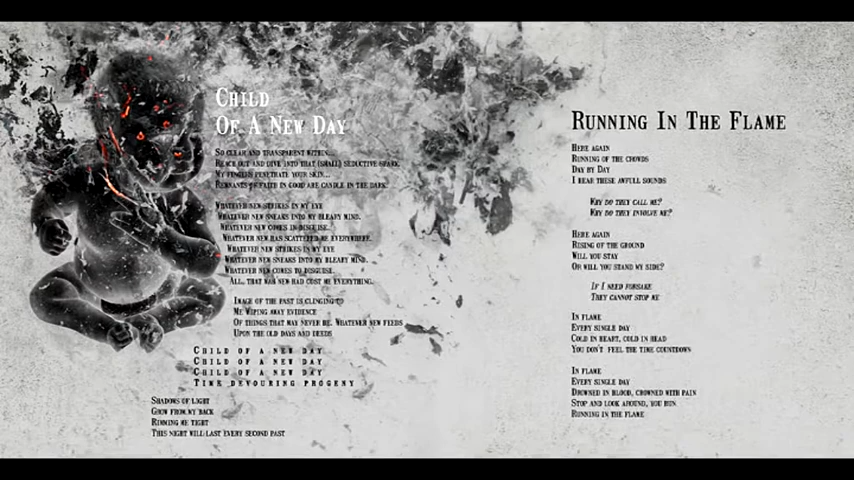 Child
Of A New Day
So clear and transparent within...
Reach out and dive into that (small) seductive spark.
My fingers penetrate your skin...
Remnants of faith in good are candle in the dark.
Whatever new strikes in my eye
Whatever new sneaks into my bleary mind.
Whatever new comes in disguise.
Whatever new has scattered me everywhere.
Whatever new strikes in my eye
Whatever new sneaks into my bleary mind.
Whatever new comes to disguise.
All, that was new had cost me everything.
Image of the past is clinging to
Me wiping away evidence
Of things that may never be. Whatever new feeds
Upon the old days and deeds
Child of a new day
Child of a new day
Child of a new day
Time devouring progeny
Shadows of light
Grow from my back
Rimming me tight
This night will last every second past
Running In The Flame
Here again
Running of the crowds
Day by Day
I hear these awfull sounds
Why do they call me?
Why do they involve me?
Here again
Rising of the ground
Will you stay
Or will you stand my side?
If I need forsake
They cannot stop me
In flame
Every single day
Cold in heart, cold in head
You don't feel the time countdown
In flame
Every single day
Drowned in blood, crowned with pain
Stop and look around, you run
Running in the flame